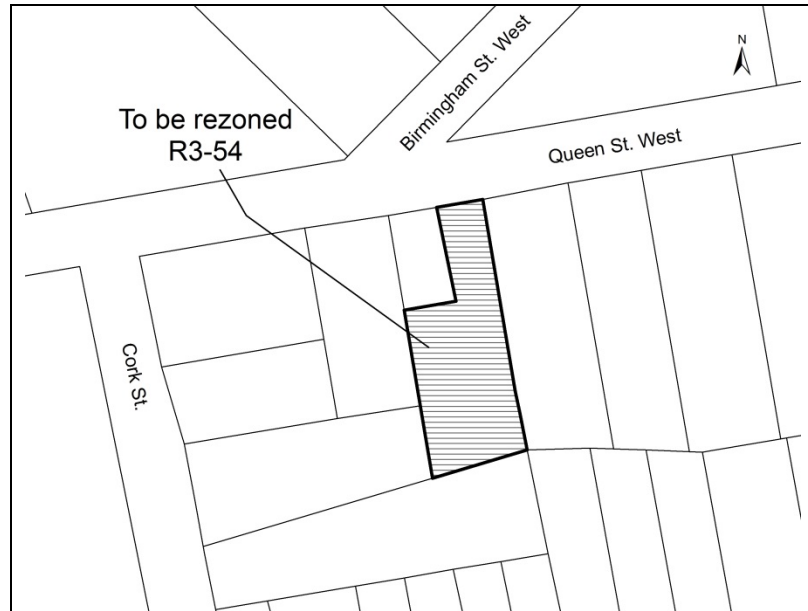 N
Birmingham St. West
To be rezoned
R3-54
Queen St. West
Cork St.